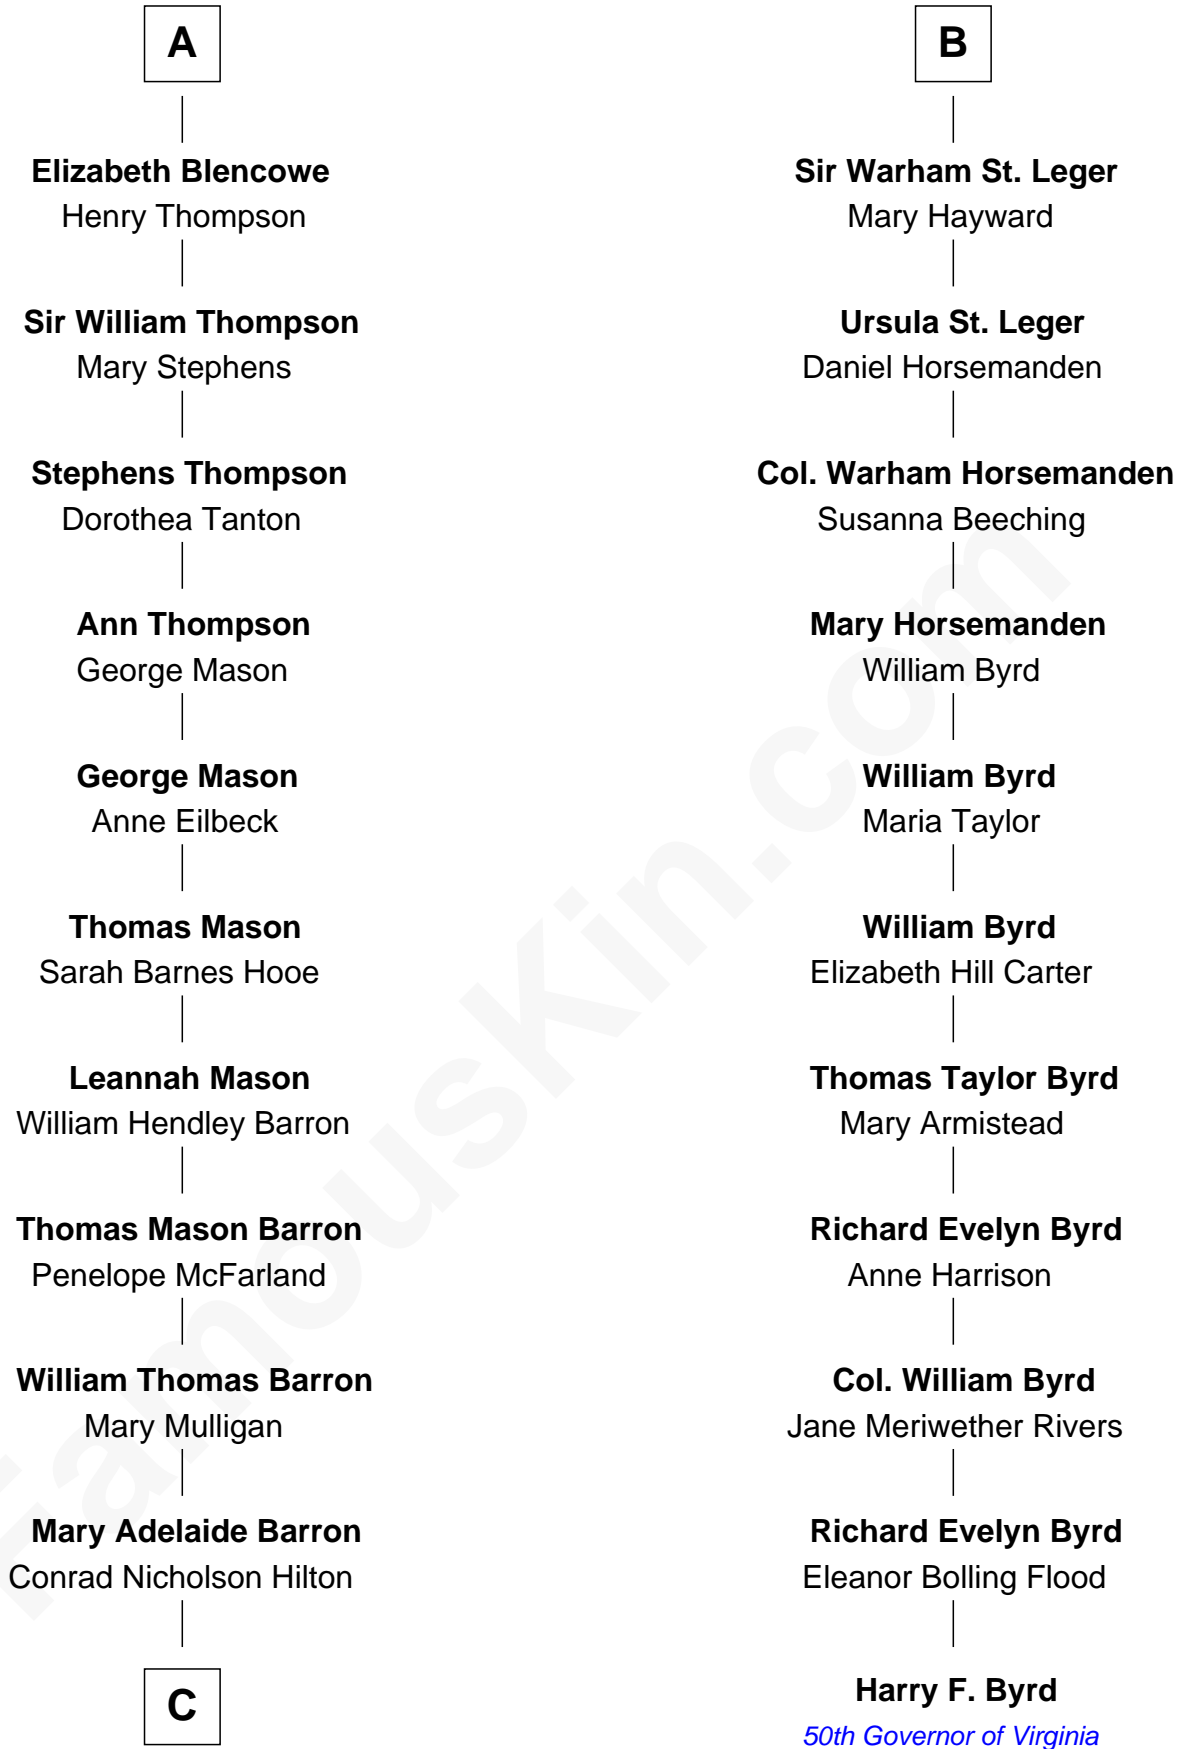 A
Elizabeth Blencowe
Henry Thompson
Sir William Thompson
Mary Stephens
Stephens Thompson
Dorothea Tanton
Ann Thompson
George Mason
George Mason
Anne Eilbeck
Thomas Mason
Sarah Barnes Hooe
Leannah Mason
William Hendley Barron
Thomas Mason Barron
Penelope McFarland
William Thomas Barron
Mary Mulligan
Mary Adelaide Barron
Conrad Nicholson Hilton
C
B
Sir Warham St. Leger
Mary Hayward
Ursula St. Leger
Daniel Horsemanden
Col. Warham Horsemanden
Susanna Beeching
Mary Horsemanden
William Byrd
William Byrd
Maria Taylor
William Byrd
Elizabeth Hill Carter
Thomas Taylor Byrd
Mary Armistead
Richard Evelyn Byrd
Anne Harrison
Col. William Byrd
Jane Meriwether Rivers
Richard Evelyn Byrd
Eleanor Bolling Flood
Harry F. Byrd
50th Governor of Virginia
FamousKin.com